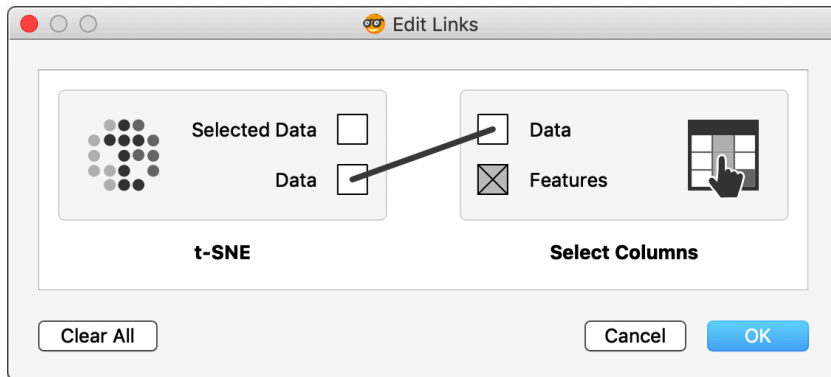 Edit Links
Selected Data
Data
Data
Features
t-SNE
Select Columns
Clear All
Cancel
OK